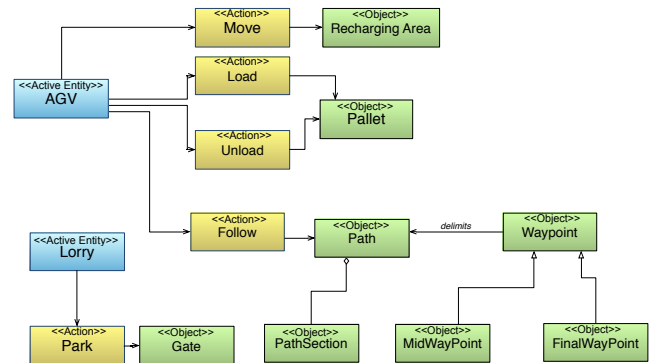 <<Action>>
Move
<<Object>>
Recharging Area
<<Active Entity>>
AGV
<<Action>>
Load
<<Object>>
Pallet
<<Action>>
Unload
<<Action>>
Follow
<<Object>>
Path
delimits
<<Object>>
Waypoint
<<Active Entity>>
Lorry
<<Action>>
Park
<<Object>>
Gate
<<Object>>
PathSection
<<Object>>
MidWayPoint
<<Object>>
FinalWayPoint